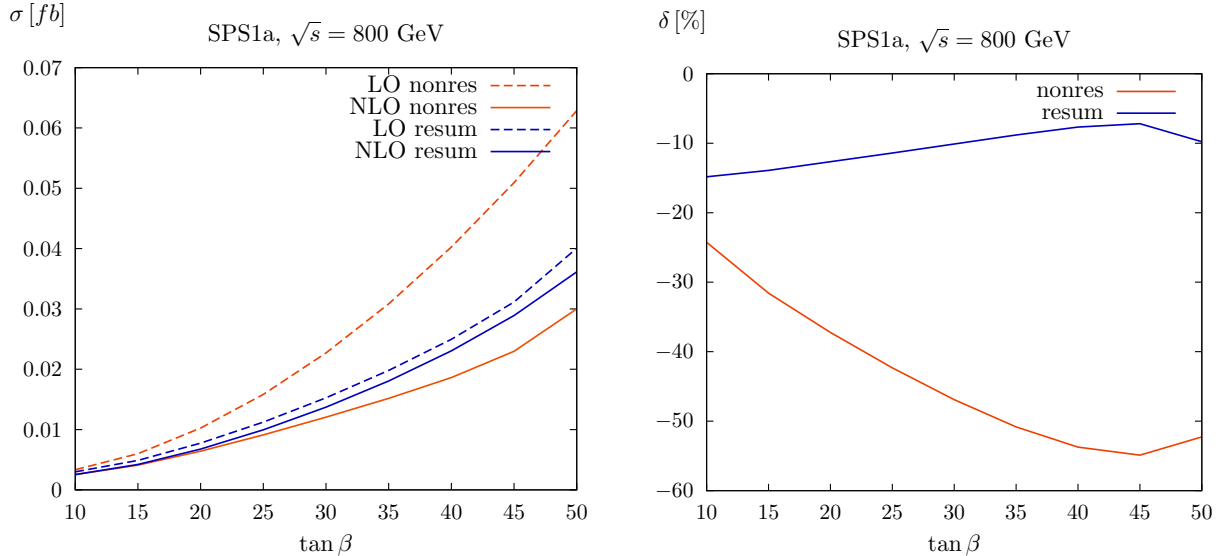 σ [fb]
SPS1a, √s = 800 GeV
0.07
0.06
0.05
0.04
0.03
0.02
0.01
0
LO nonres
NLO nonres
LO resum
NLO resum
10 15 20 25 30 35 40 45 50
tan β
δ [%]
SPS1a, √s = 800 GeV
0
−10
−20
−30
−40
−50
−60
nonres
resum
10 15 20 25 30 35 40 45 50
tan β